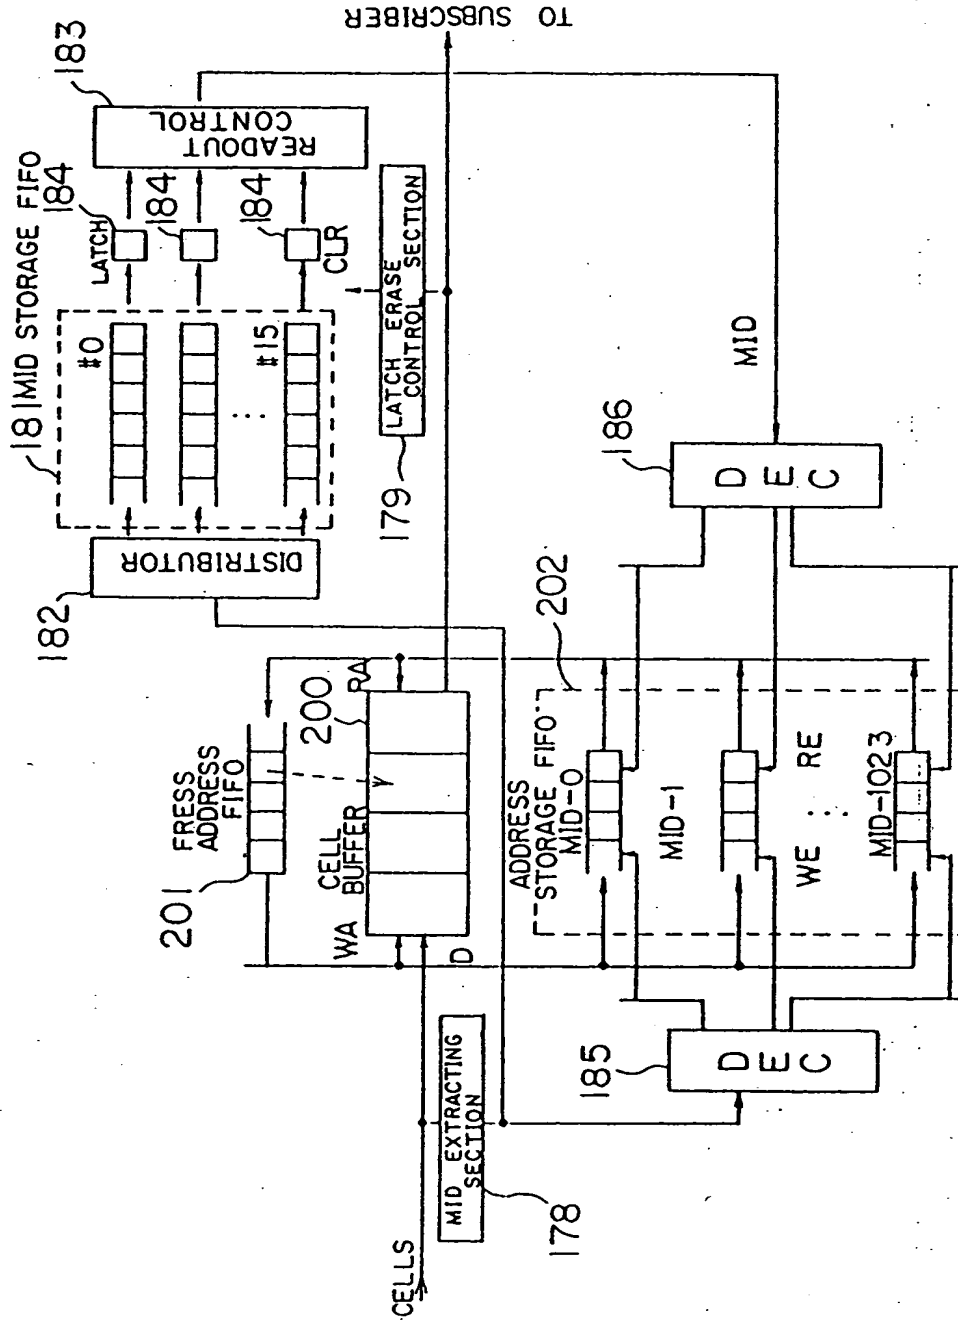 TO SUBSCRIBER
183
READOUT
CONTROL
181 MID STORAGE FIFO
184
LATCH
184
184
CLR
#0
#15
LATCH ERASE
CONTROL SECTION
179
DISTRIBUTOR
182
MID
186
DEC
202
FRESS
ADDRESS
FIFO
201
200
RA
CELL
BUFFER
WA
D
ADDRESS
STORAGE FIFO
MID-0
MID-1
WE
RE
MID-1023
185
DEC
MID EXTRACTING
SECTION
178
CELLS